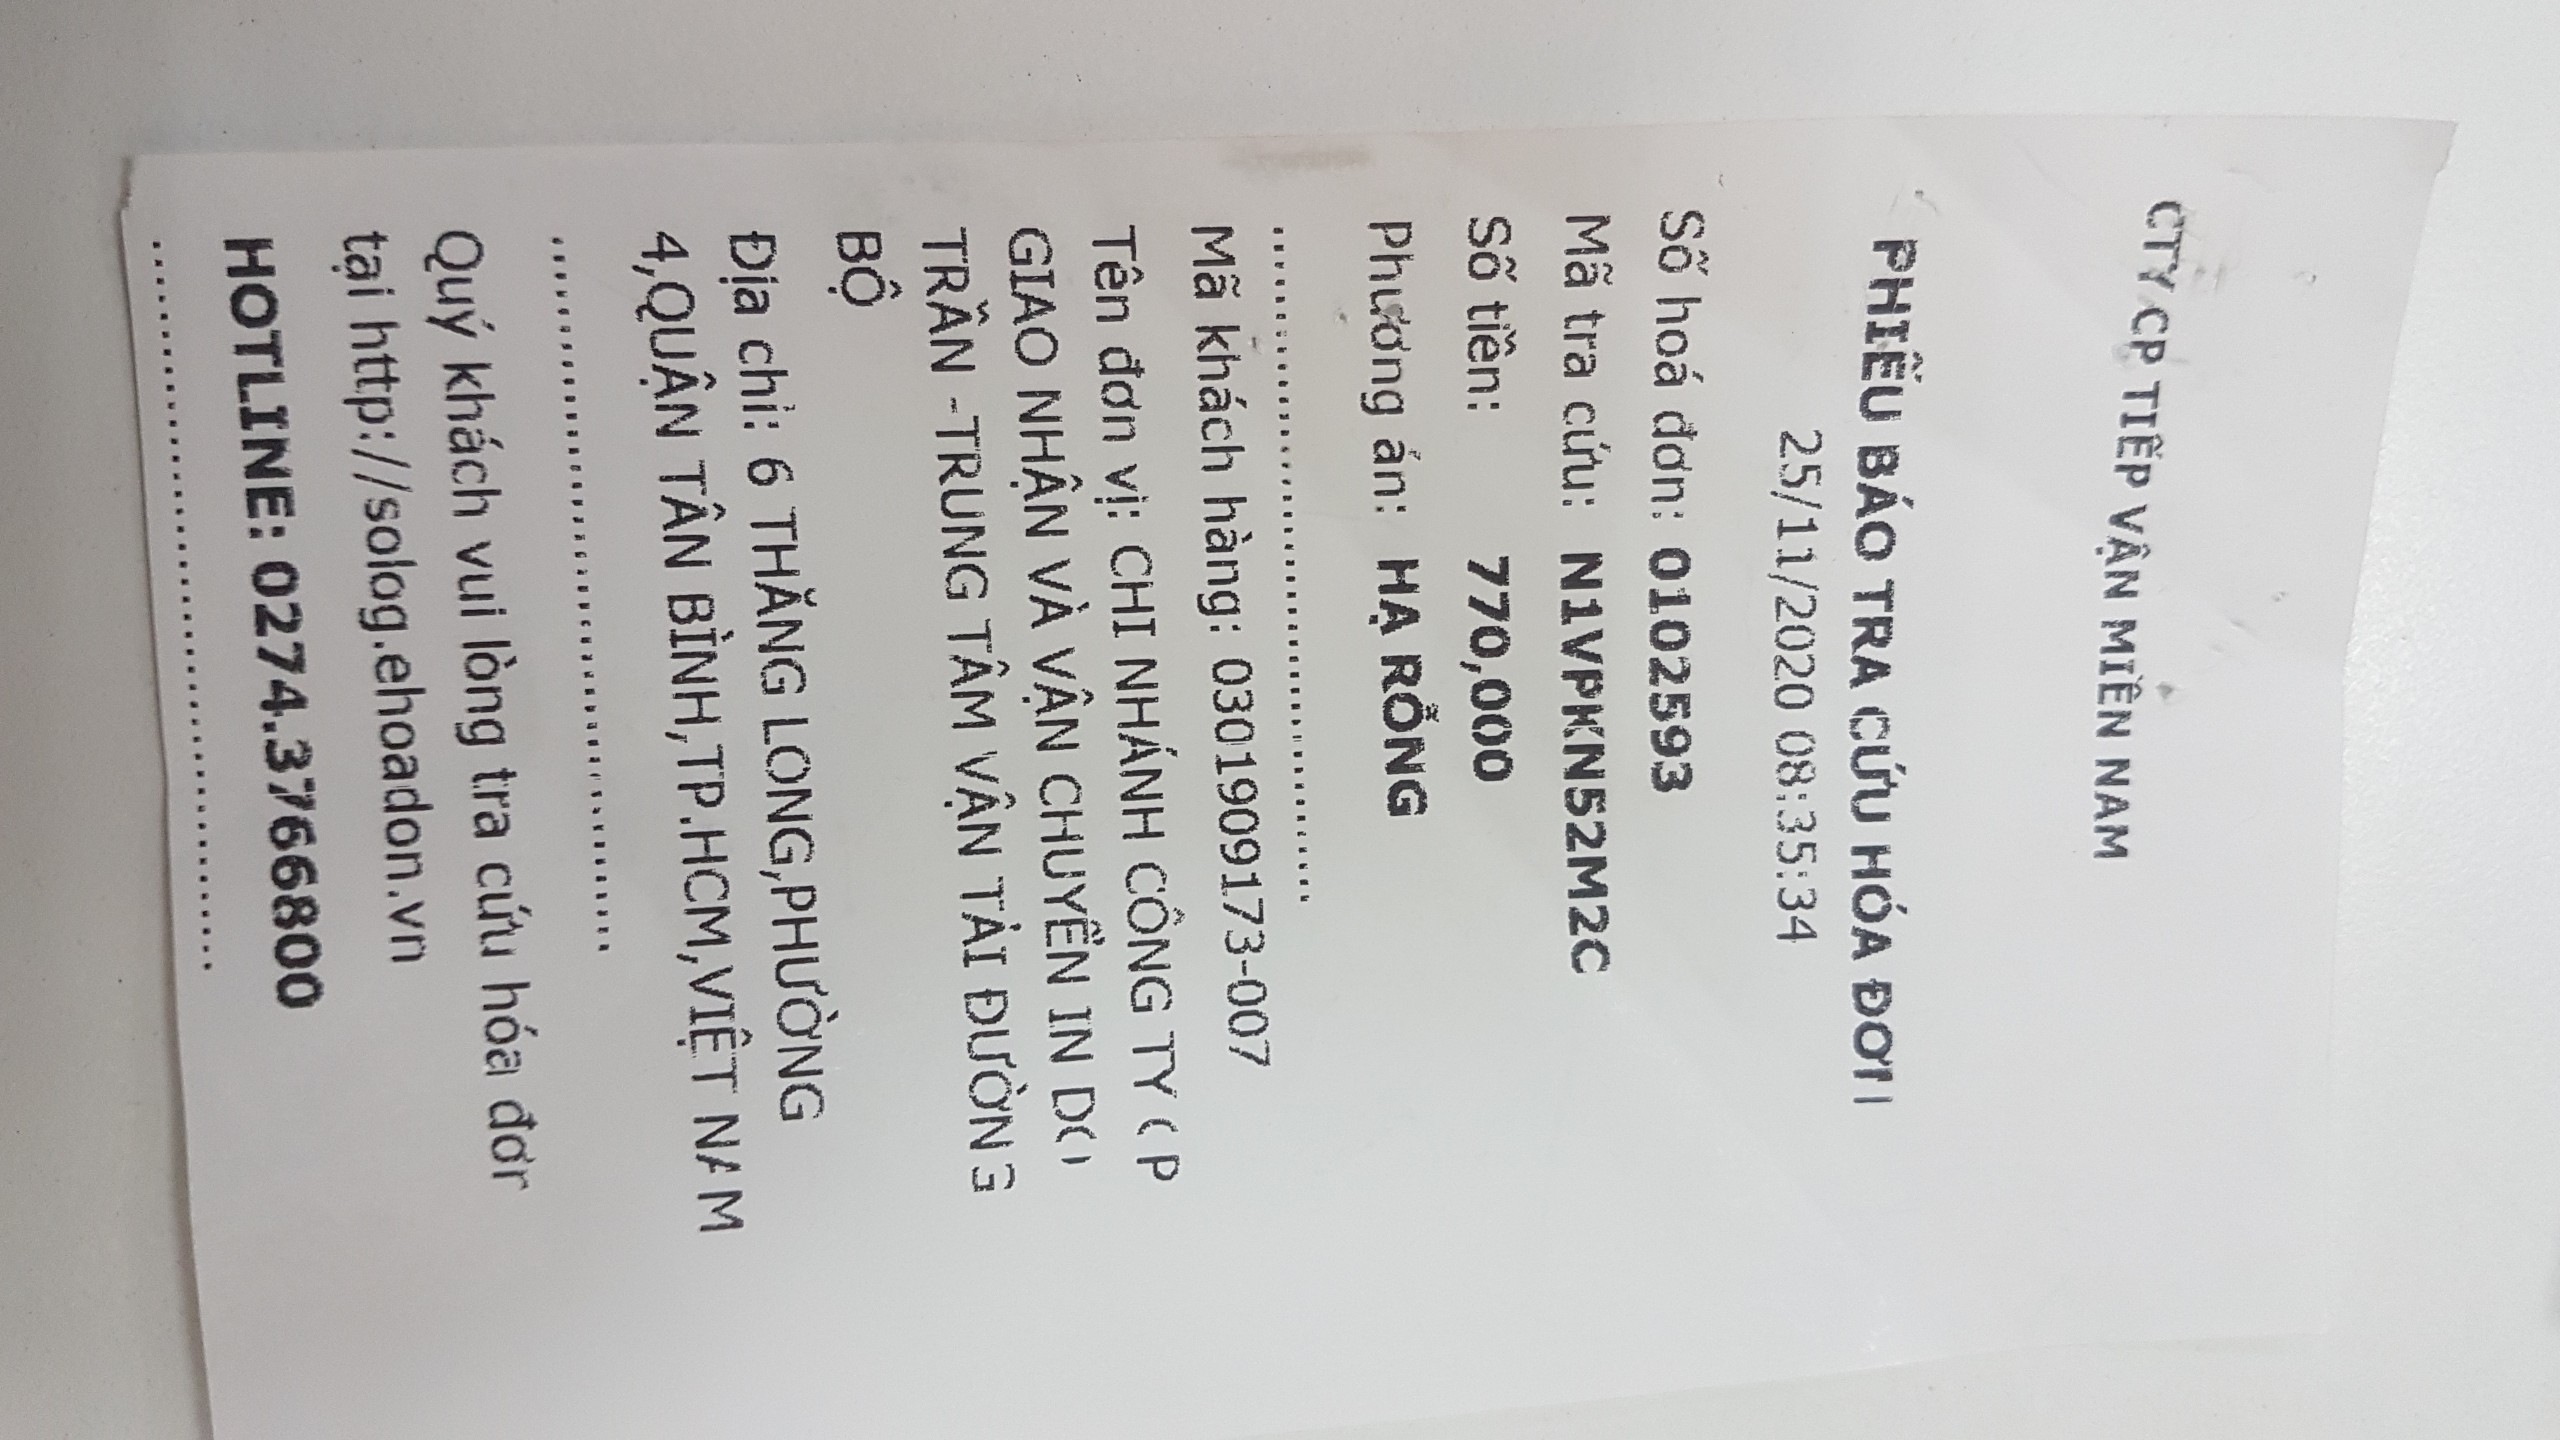 CTY CP TIẾP VẬN MIỀN NAM
PHIẾU BÁO TRA CỨU HÓA ĐƠN
25/11/2020 08:35:34
Số hoá đơn: 0102593
Mã tra cứu: N1VPKN52M2C
Số tiền: 770,000
Phương án: HẠ RỖNG
Mã khách hàng: 0301909173-007
Tên đơn vị: CHI NHÁNH CÔNG TY CP
GIAO NHẬN VÀ VẬN CHUYỂN IN DO
TRẦN -TRUNG TÂM VẬN TẢI ĐƯỜNG
BỘ
Địa chỉ: 6 THĂNG LONG,PHƯỜNG
4,QUẬN TÂN BÌNH,TP.HCM,VIỆT NAM
Quý khách vui lòng tra cứu hóa đơn
tại http://solog.ehoadon.vn
HOTLINE: 0274.3766800